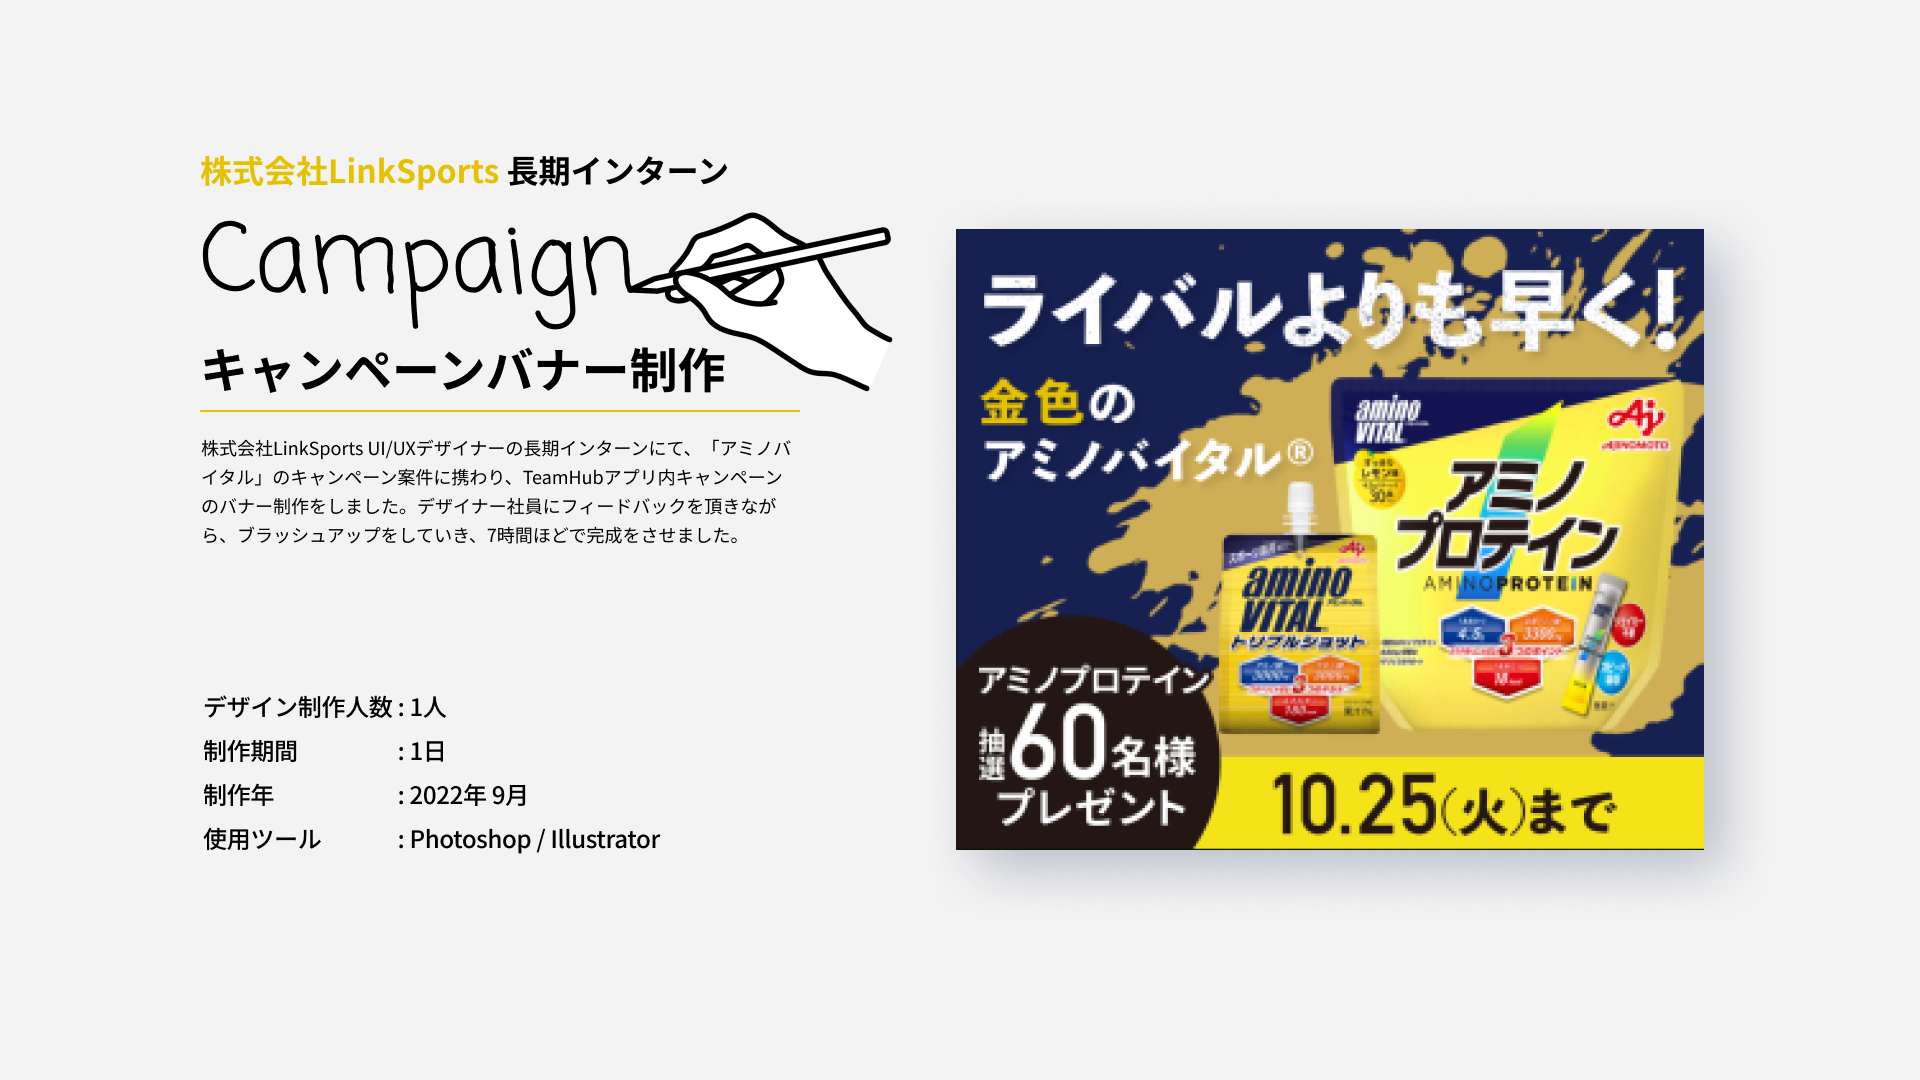 株式会社LinkSports 長期インターン
Campaign
キャンペーンバナー制作
株式会社LinkSports UI/UXデザイナーの長期インターンにて、「アミノバ
イタル」のキャンペーン案件に携わり、TeamHubアプリ内キャンペーン
のバナー制作をしました。デザイナー社員にフィードバックを頂きなが
ら、ブラッシュアップをしていき、7時間ほどで完成をさせました。
デザイン制作人数 : 1人
制作期間 : 1日
制作年 : 2022年 9月
使用ツール : Photoshop / Illustrator
ライバルよりも早く!
金色の
アミノバイタル®
amino
VITAL
Aj
AJINOMOTO
レモン味
30本
アミノ
プロテイン
AMINOPROTEIN
amino
VITAL
トリプルショット
アミノプロテイン
抽選60名様
プレゼント
10.25(火)まで